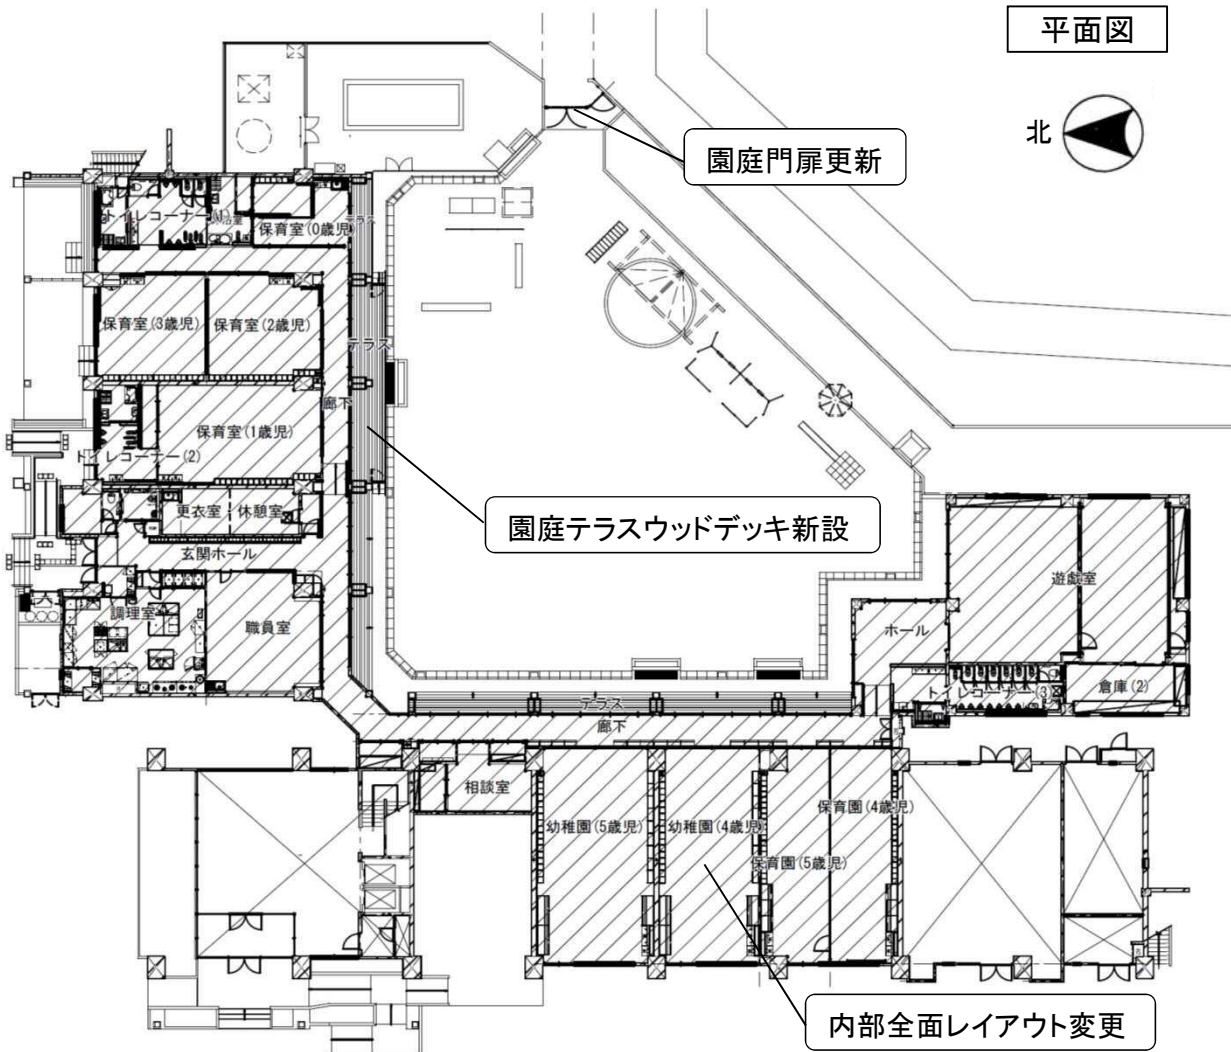 平面図
北
園庭門扉更新
トイレコーナー(1)
保育室(0歳児)
テラス
保育室(3歳児)
保育室(2歳児)
テラス
廊下
保育室(1歳児)
トイレコーナー(2)
更衣室・休憩室
園庭テラスウッドデッキ新設
玄関ホール
遊戯室
調理室
職員室
ホール
トイレコーナー(3)
倉庫(2)
テラス
廊下
相談室
幼稚園(5歳児)
幼稚園(4歳児)
保育園(4歳児)
保育園(5歳児)
内部全面レイアウト変更